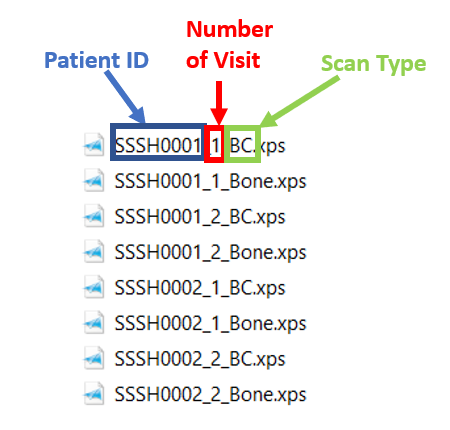 Number
of Visit
Patient ID
Scan Type
SSSH0001_1_BC.xps
SSSH0001_1_Bone.xps
SSSH0001_2_BC.xps
SSSH0001_2_Bone.xps
SSSH0002_1_BC.xps
SSSH0002_1_Bone.xps
SSSH0002_2_BC.xps
SSSH0002_2_Bone.xps